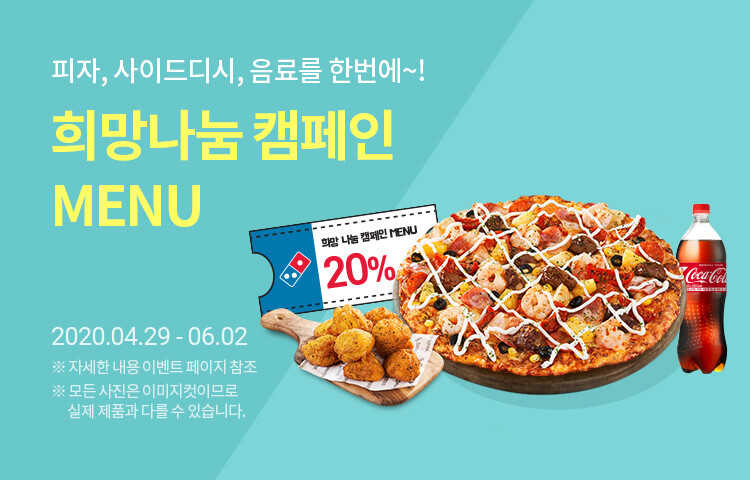 피자, 사이드디시, 음료를 한번에~!
희망나눔 캠페인
MENU
희망 나눔 캠페인 MENU
20%
Coca-Cola
2020.04.29 - 06.02
※ 자세한 내용 이벤트 페이지 참조
※ 모든 사진은 이미지컷이므로
실제 제품과 다를 수 있습니다.